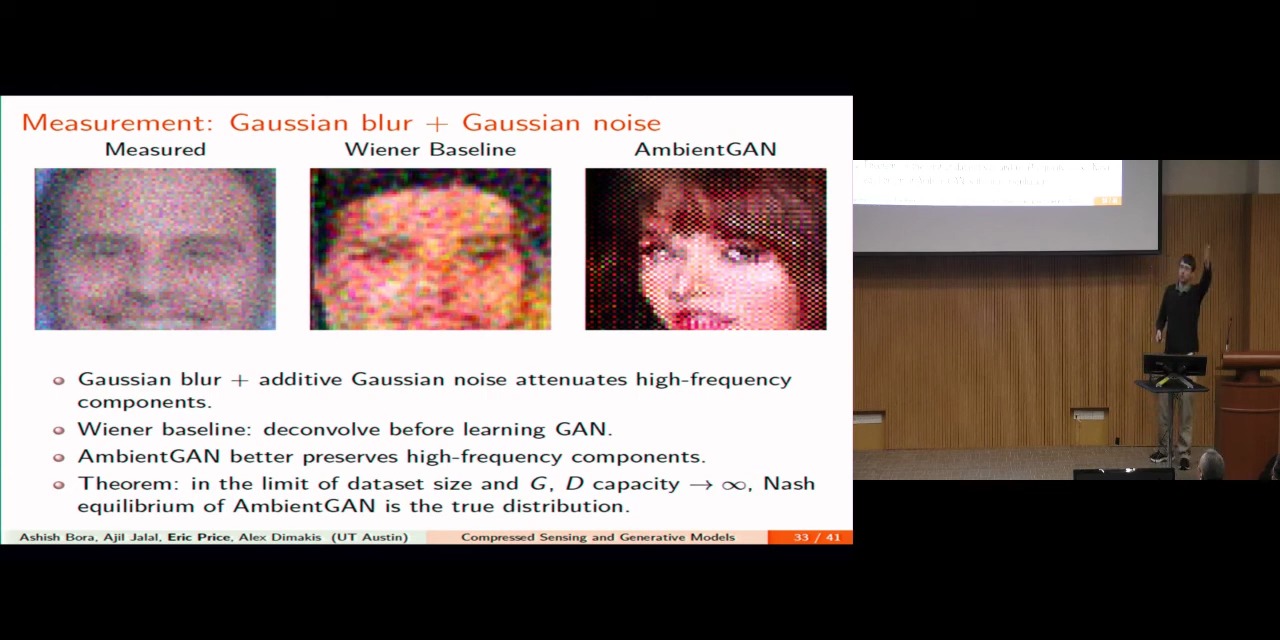 Measurement: Gaussian blur + Gaussian noise
Measured
Wiener Baseline
AmbientGAN
Gaussian blur + additive Gaussian noise attenuates high-frequency
components.
Wiener baseline: deconvolve before learning GAN.
AmbientGAN better preserves high-frequency components.
Theorem: in the limit of dataset size and G, D capacity → ∞, Nash
equilibrium of AmbientGAN is the true distribution.
Ashish Bora, Ajil Jalal, Eric Price, Alex Dimakis (UT Austin)
Compressed Sensing and Generative Models
33 / 41